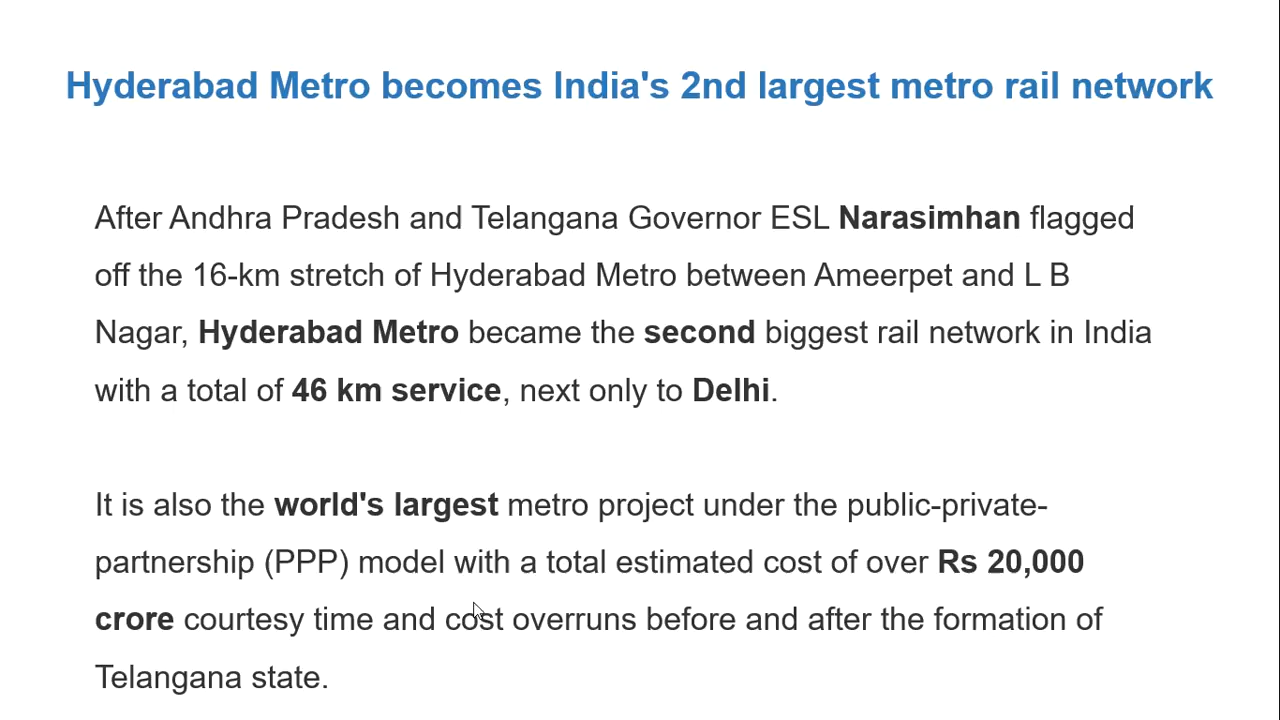 Hyderabad Metro becomes India's 2nd largest metro rail network
After Andhra Pradesh and Telangana Governor ESL Narasimhan flagged
off the 16-km stretch of Hyderabad Metro between Ameerpet and L B
Nagar, Hyderabad Metro became the second biggest rail network in India
with a total of 46 km service, next only to Delhi.
It is also the world's largest metro project under the public-private-
partnership (PPP) model with a total estimated cost of over Rs 20,000
crore courtesy time and cost overruns before and after the formation of
Telangana state.